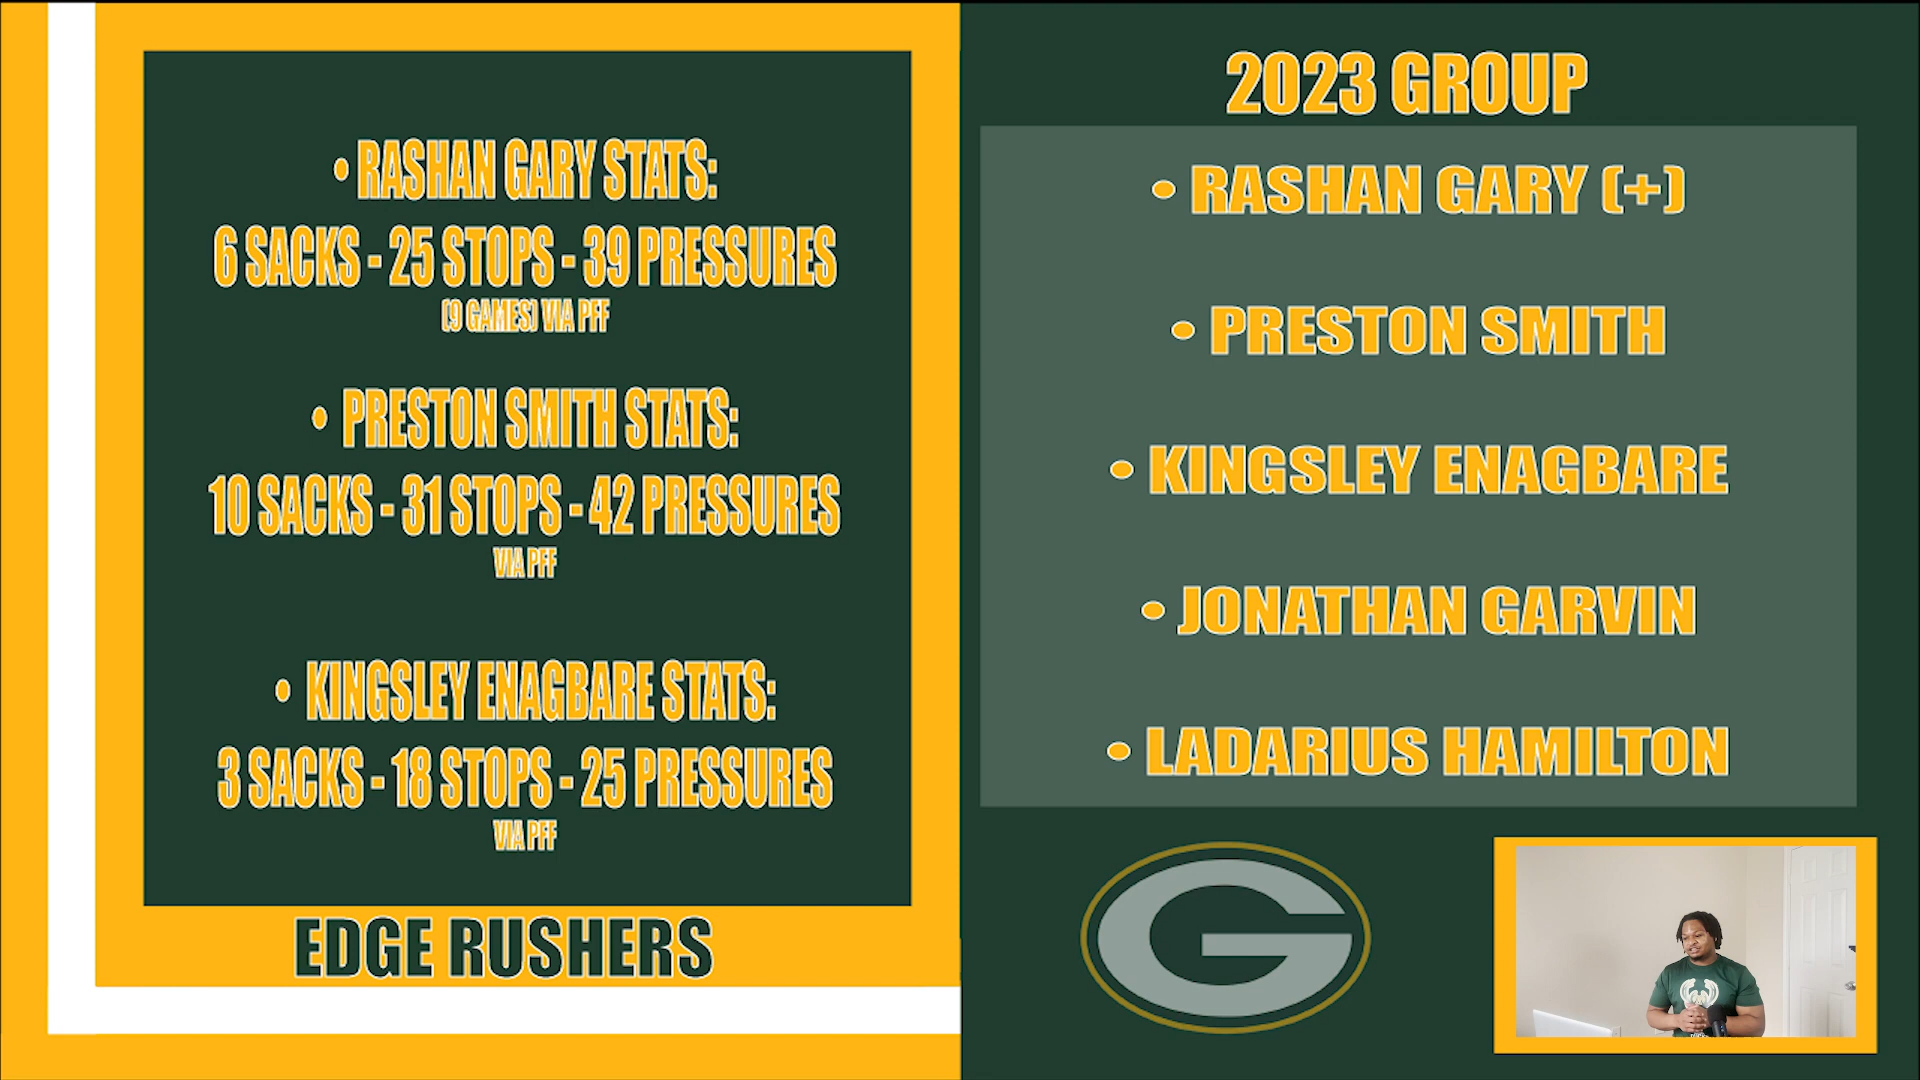 • RASHAN GARY STATS:
6 SACKS - 25 STOPS - 39 PRESSURES
(9 GAMES) VIA PFF
• PRESTON SMITH STATS:
10 SACKS - 31 STOPS - 42 PRESSURES
VIA PFF
• KINGSLEY ENAGBARE STATS:
3 SACKS - 18 STOPS - 25 PRESSURES
VIA PFF
EDGE RUSHERS
2023 GROUP
• RASHAN GARY (+)
• PRESTON SMITH
• KINGSLEY ENAGBARE
• JONATHAN GARVIN
• LADARIUS HAMILTON
G